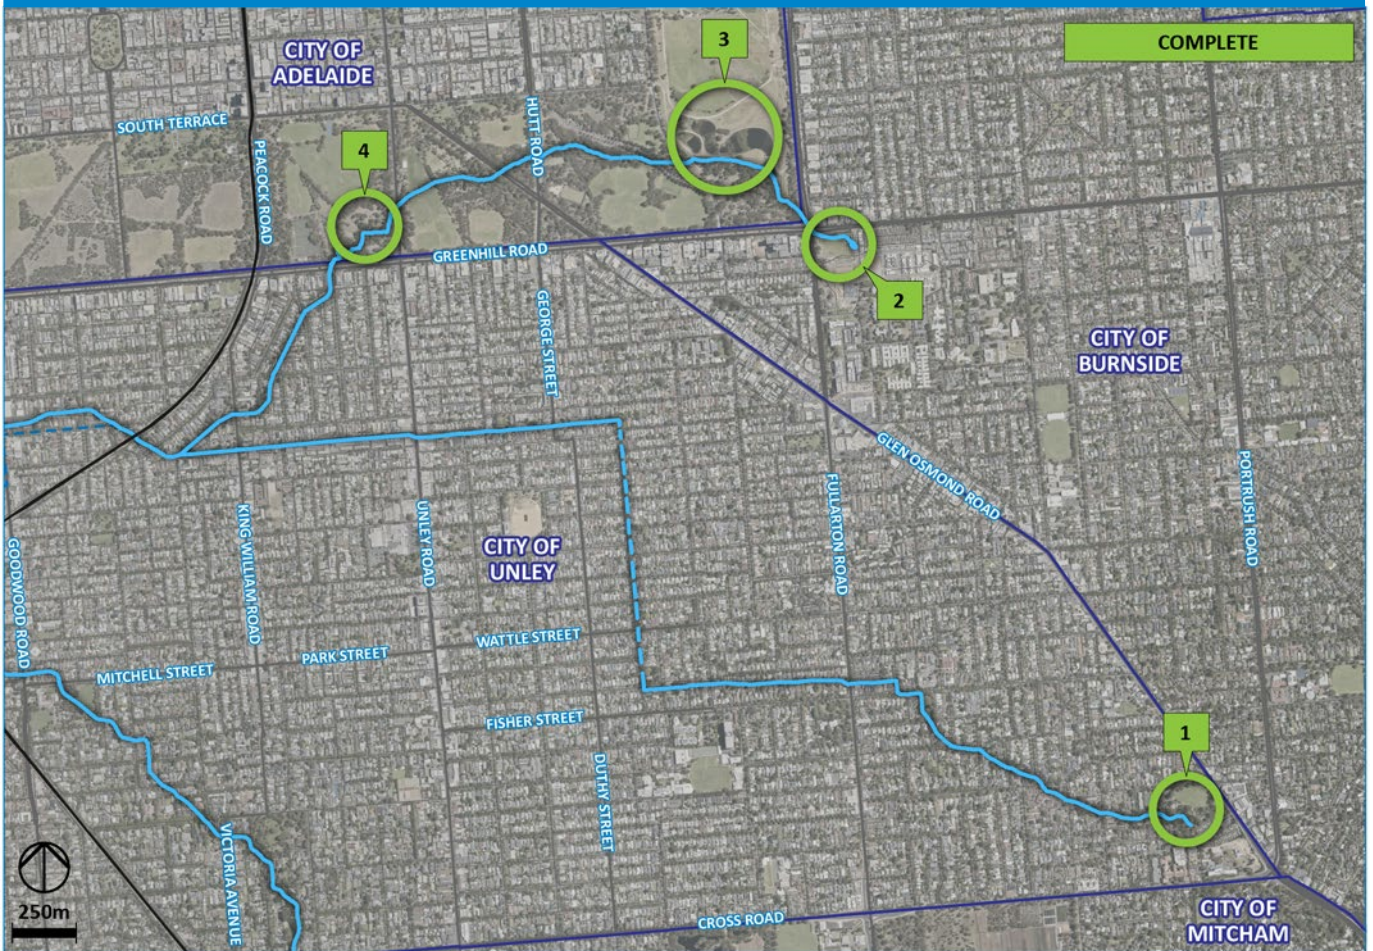 3
COMPLETE
CITY OF
ADELAIDE
HUTT ROAD
SOUTH TERRACE
4
PEACOCK ROAD
GREENHILL ROAD
2
GEORGE STREET
CITY OF
BURNSIDE
GLEN OSMOND ROAD
PORTRUSH ROAD
FULLARTON ROAD
UNLEY ROAD
KING WILLIAM ROAD
CITY OF
UNLEY
GOODWOOD ROAD
WATTLE STREET
PARK STREET
MITCHELL STREET
FISHER STREET
1
DUTHY STREET
VICTORIA AVENUE
250m
CROSS ROAD
CITY OF
MITCHAM